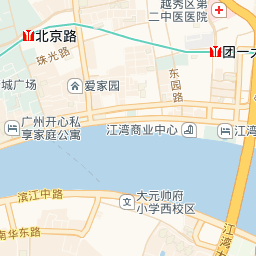 越秀区第
二中医医院
北京路
团一大
珠光路
城广场
爱家园
东园路
广州开心私
享家庭公寓
江湾商业中心
江湾
滨江中路
大元帅府
小学西校区
南华东路
江湾大